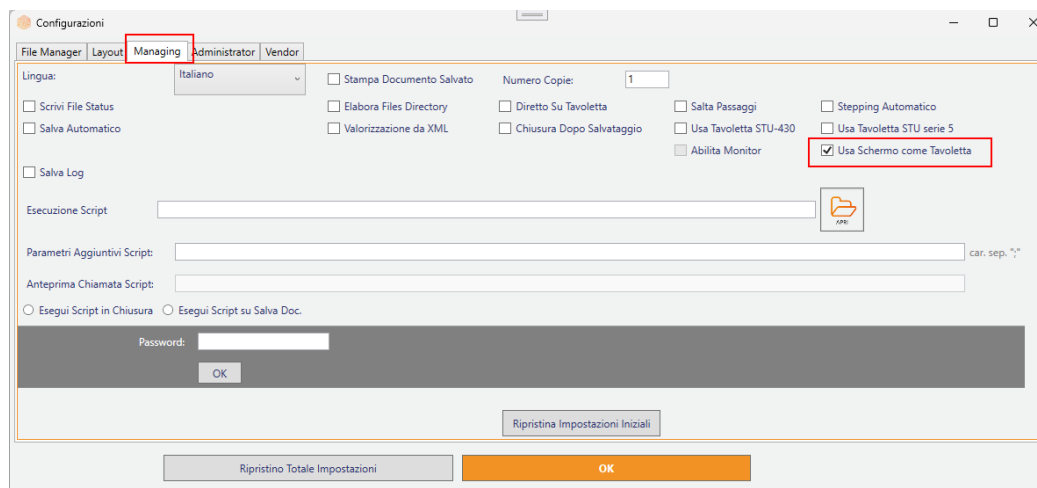 Configurazioni
File Manager Layout Managing Administrator Vendor
Lingua: Italiano Stampa Documento Salvato Numero Copie: 1
Scrivi File Status Elabora Files Directory Diretto Su Tavoletta Salta Passaggi Stepping Automatico
Salva Automatico Valorizzazione da XML Chiusura Dopo Salvataggio Usa Tavoletta STU-430 Usa Tavoletta STU serie 5
Abilita Monitor Usa Schermo come Tavoletta
Salva Log
Esecuzione Script APRI
Parametri Aggiuntivi Script: car. sep. ";"
Anteprima Chiamata Script:
Esegui Script in Chiusura Esegui Script su Salva Doc.
Password:
OK
Ripristina Impostazioni Iniziali
Ripristino Totale Impostazioni OK